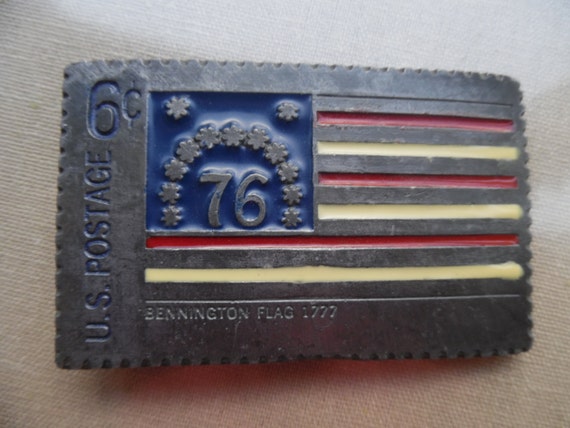 6¢
U.S. POSTAGE
76
BENNINGTON FLAG 1777